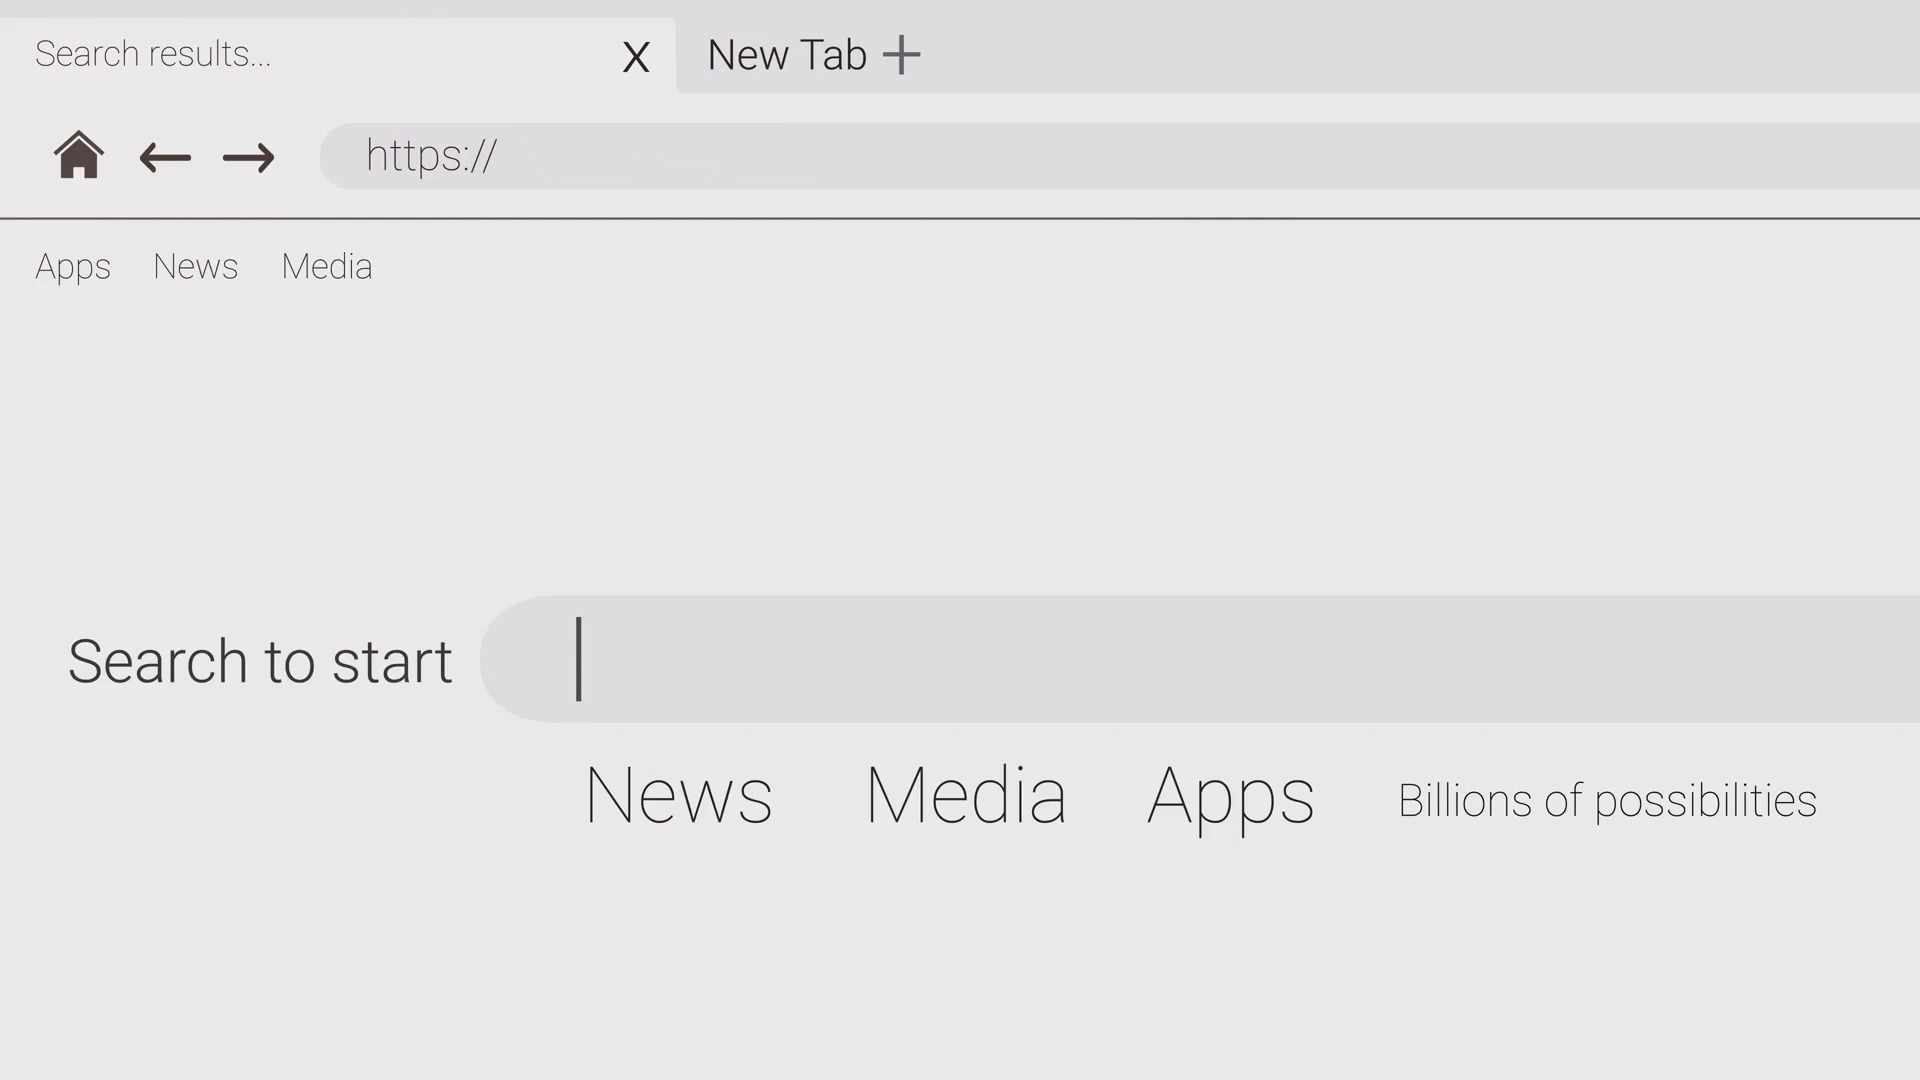 Search results... X New Tab +
https://
Apps News Media
Search to start
News Media Apps Billions of possibilities